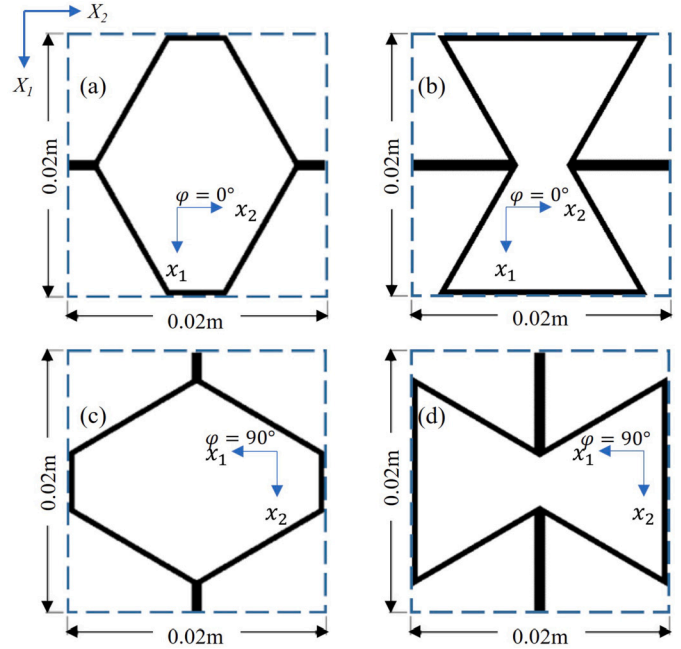 X₂
X₁
(a)
0.02m
φ = 0°
x₂
x₁
0.02m
(b)
0.02m
φ = 0°
x₂
x₁
0.02m
(c)
0.02m
φ = 90°
x₁
x₂
0.02m
(d)
0.02m
φ = 90°
x₁
x₂
0.02m